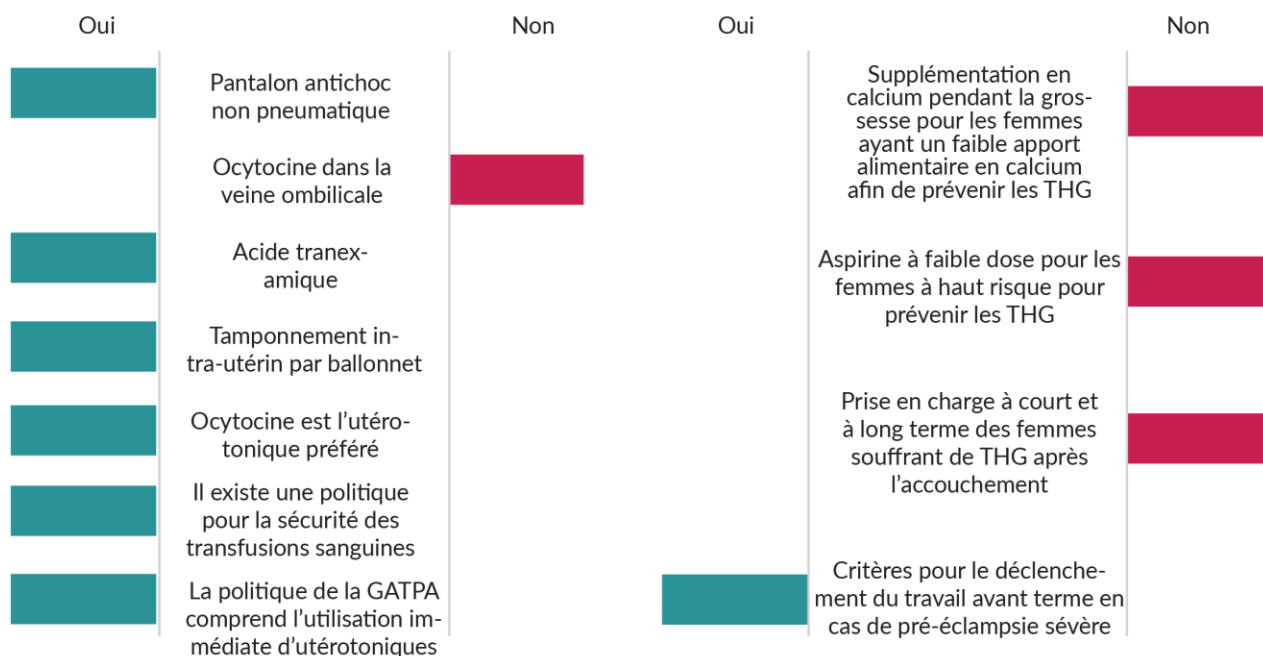 Oui
Non
Pantalon antichoc
non pneumatique
Ocytocine dans la
veine ombilicale
Acide tranex-
amique
Tamponnement in-
tra-utérin par ballonnet
Ocytocine est l'utéro-
tonique préféré
Il existe une politique
pour la sécurité des
transfusions sanguines
La politique de la GATPA
comprend l'utilisation im-
médiate d'utérotoniques
Oui
Non
Supplémentation en
calcium pendant la gros-
sesse pour les femmes
ayant un faible apport
alimentaire en calcium
afin de prévenir les THG
Aspirine à faible dose pour les
femmes à haut risque pour
prévenir les THG
Prise en charge à court et
à long terme des femmes
souffrant de THG après
l'accouchement
Critères pour le déclenche-
ment du travail avant terme en
cas de pré-éclampsie sévère